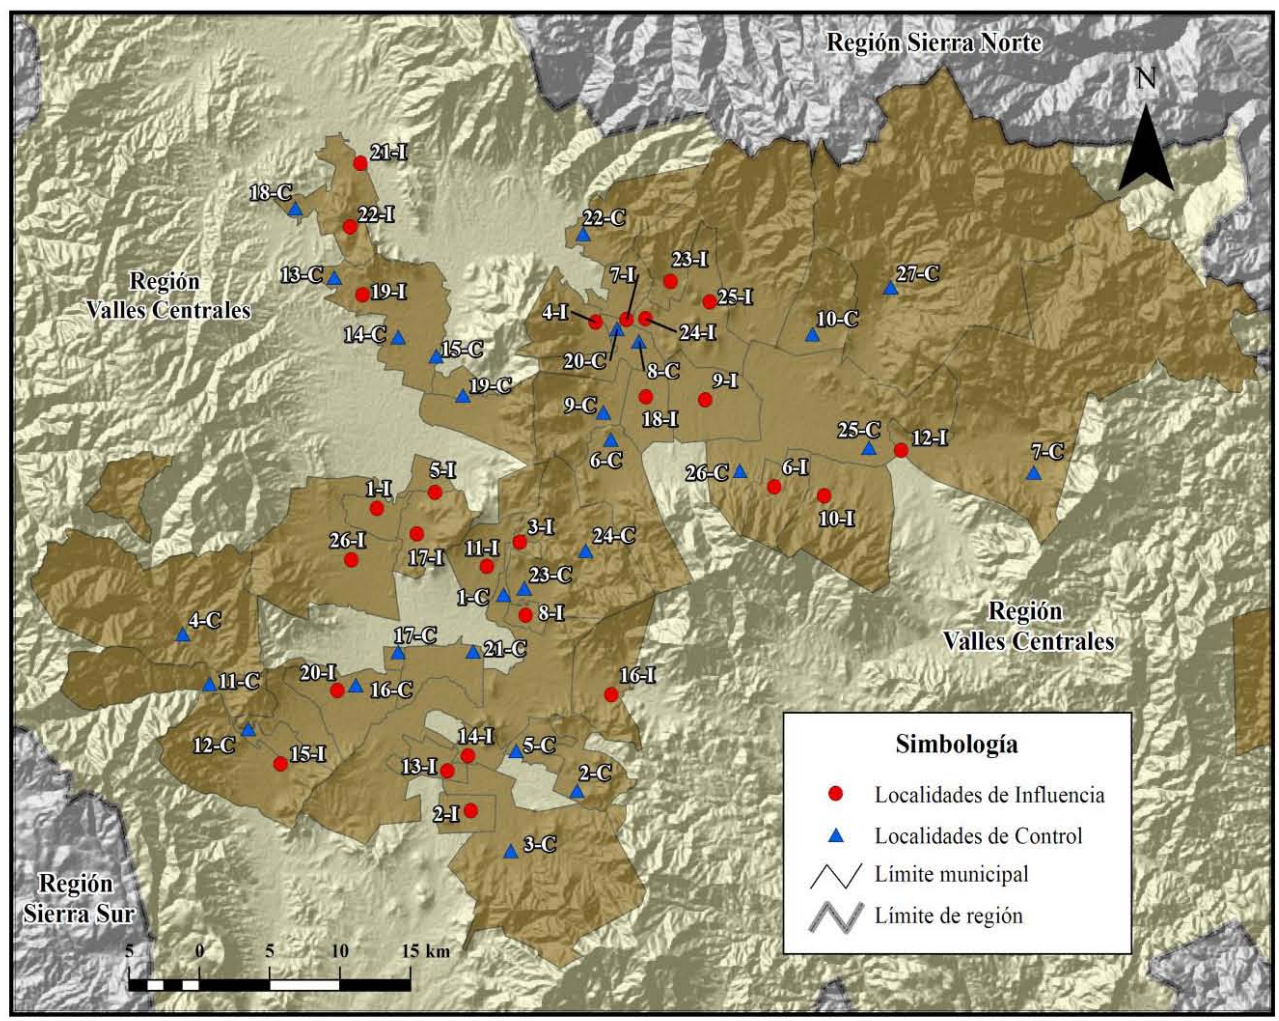 Región Sierra Norte
N
21-I
18-C
22-I
22-C
23-I
7-I
13-C
27-C
Región
Valles Centrales
19-I
25-I
4-I
10-C
14-C
24-I
15-C
20-C
8-C
19-C
9-I
9-C
18-I
25-C
12-I
6-C
7-C
5-I
26-C
6-I
1-I
10-I
3-I
26-I
17-I
11-I
24-C
23-C
1-C
8-I
Región
Valles Centrales
4-C
17-C
21-C
20-I
16-I
11-C
16-C
14-I
12-C
15-I
5-C
13-I
2-C
2-I
3-C
Simbología
Localidades de Influencia
Localidades de Control
Límite municipal
Límite de región
Región
Sierra Sur
5 0 5 10 15 km